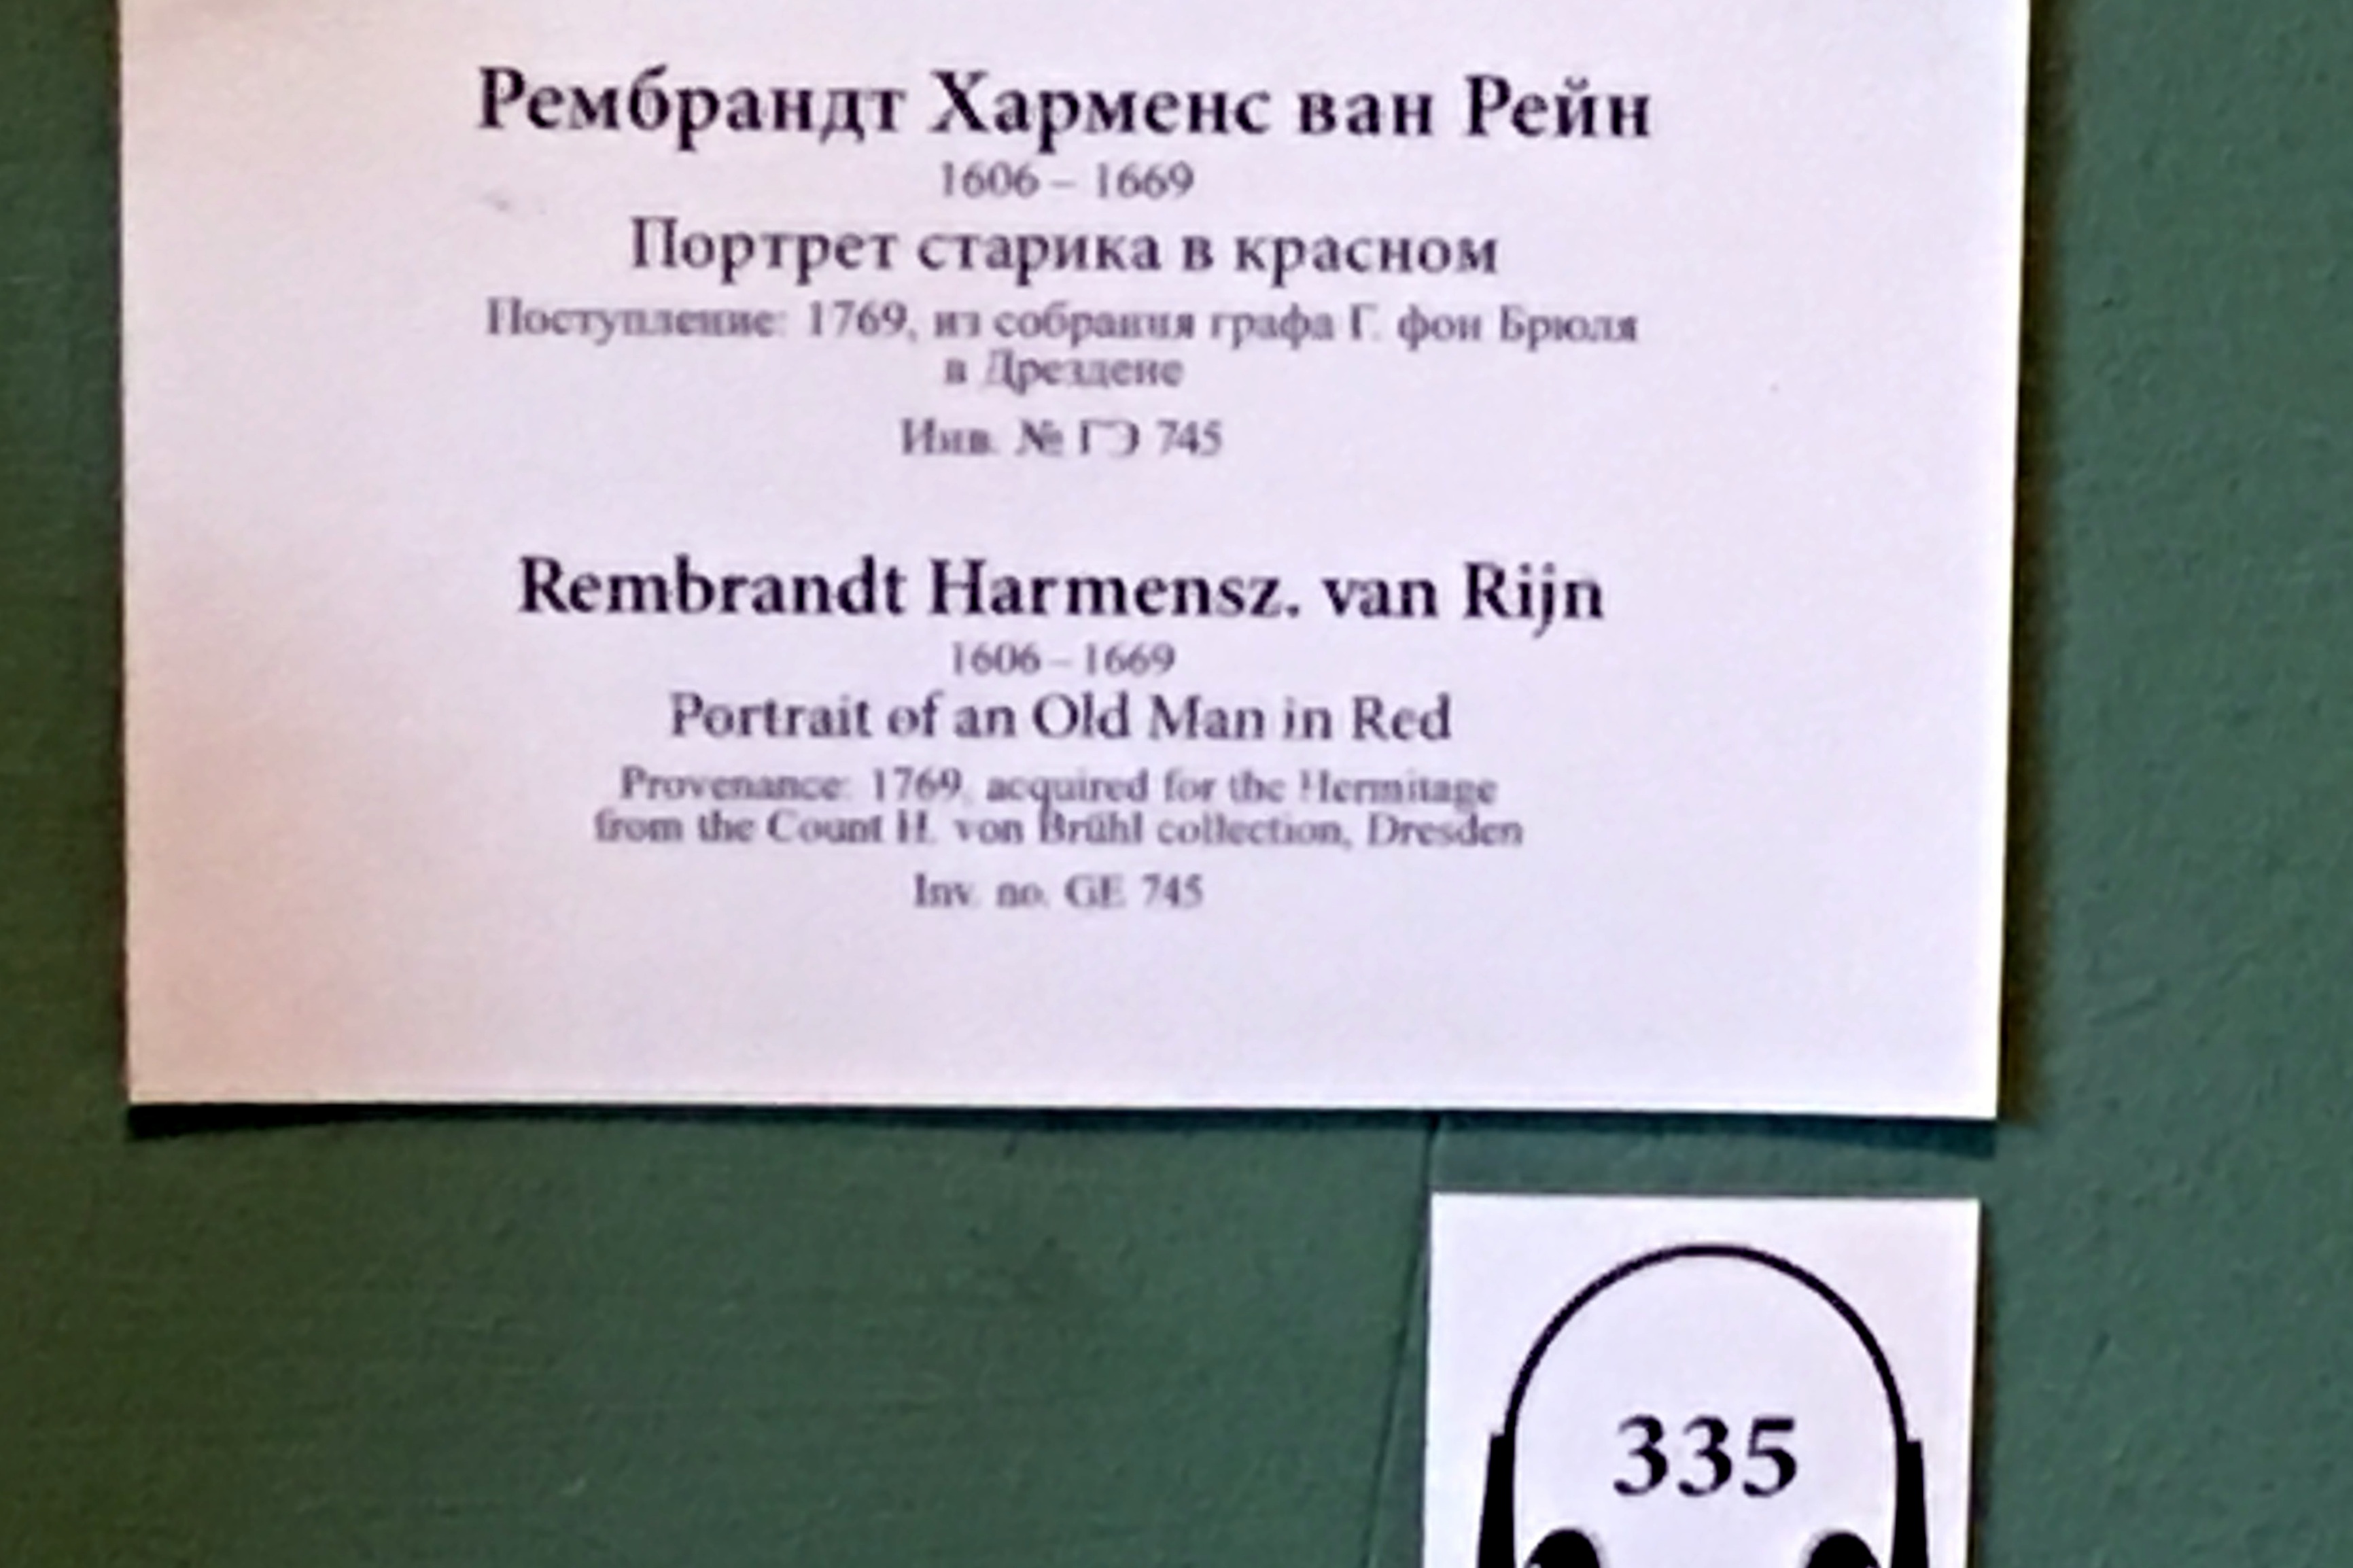 Рембрандт Харменс ван Рейн
1606 – 1669
Портрет старика в красном
Поступление: 1769, из собрания графа Г. фон Брюля
в Дрездене
Инв. № ГЭ 745
Rembrandt Harmensz. van Rijn
1606 – 1669
Portrait of an Old Man in Red
Provenance: 1769, acquired for the Hermitage
from the Count H. von Brühl collection, Dresden
Inv. no. GE 745
335